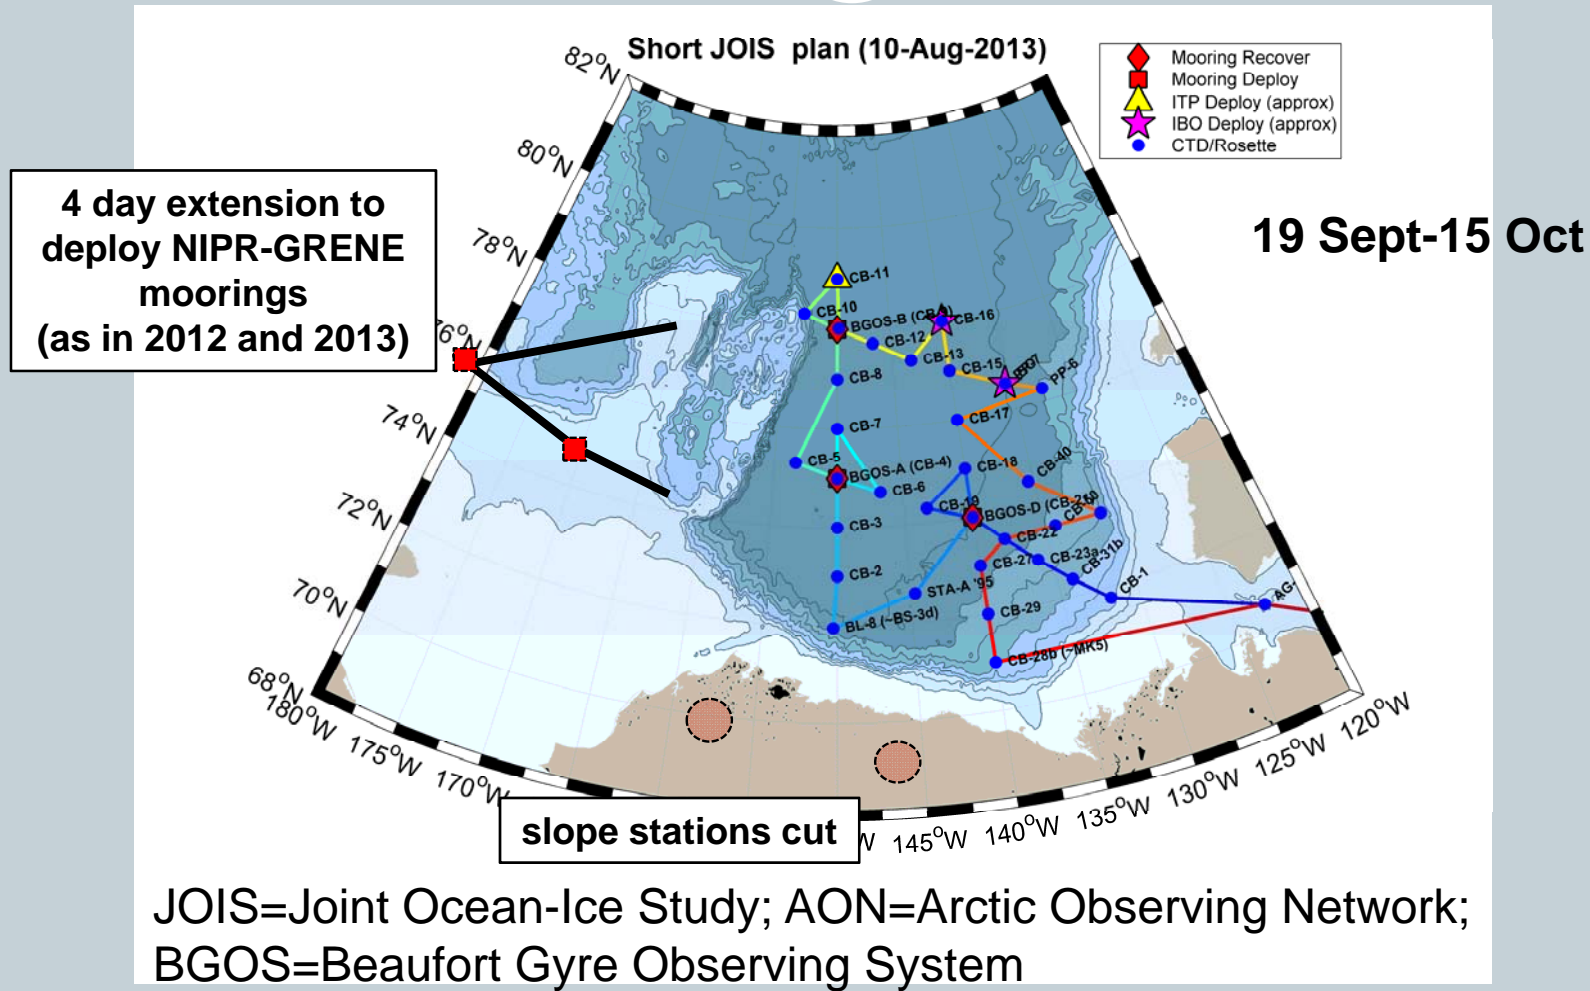 Short JOIS plan (10-Aug-2013)
Mooring Recover
Mooring Deploy
ITP Deploy (approx)
IBO Deploy (approx)
CTD/Rosette
82°N
80°N
78°N
76°N
74°N
72°N
70°N
68°N
4 day extension to
deploy NIPR-GRENE
moorings
(as in 2012 and 2013)
19 Sept-15 Oct
CB-11
CB-10
BGOS-B (CB-
CB-16
CB-12
CB-13
CB-15
PP-6
CB-8
CB-17
CB-7
CB-5
CB-18
CB-40
BGOS-A (CB-4)
CB-6
CB-19
BGOS-D (CB-21
CB-3
CB-22
CB-23a
CB-31b
CB-27
CB-2
STA-A '95
CB-1
AG-
CB-29
BL-8 (~BS-3d)
CB-28b (~MK5)
180°W
175°W
170°W
W
145°W
140°W
135°W
130°W
125°W
120°W
slope stations cut
JOIS=Joint Ocean-Ice Study; AON=Arctic Observing Network;
BGOS=Beaufort Gyre Observing System